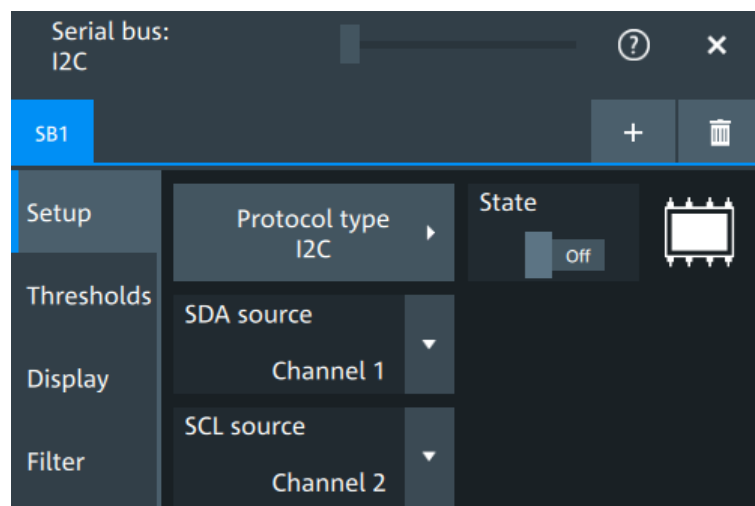 Serial bus:
I2C
?
SB1
+
Setup
Protocol type
I2C
State
Off
Thresholds
SDA source
Channel 1
Display
SCL source
Channel 2
Filter